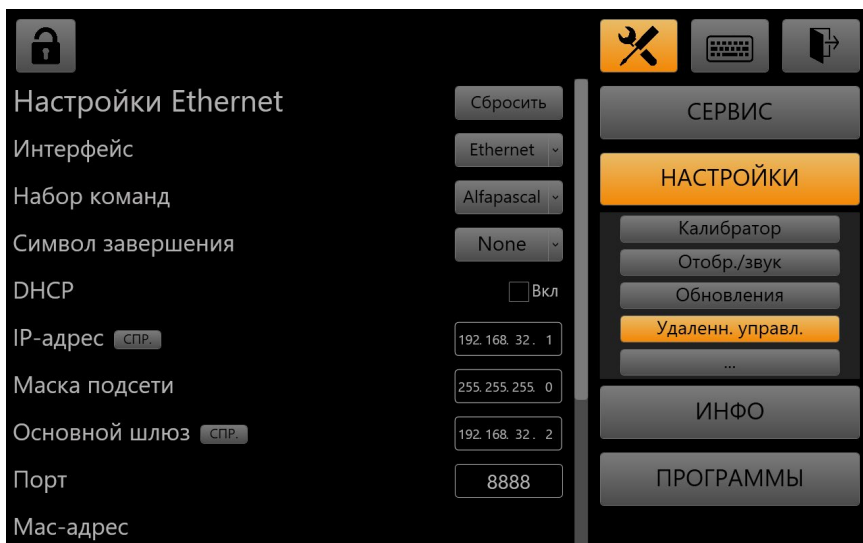 Настройки Ethernet
Сбросить
Интерфейс
Ethernet
Набор команд
Alfapascal
Символ завершения
None
DHCP
Вкл
IP-адрес СПР.
192. 168. 32. 1
Маска подсети
255. 255. 255. 0
Основной шлюз СПР.
192. 168. 32. 2
Порт
8888
Мас-адрес
СЕРВИС
НАСТРОЙКИ
Калибратор
Отобр./звук
Обновления
Удаленн. управл.
...
ИНФО
ПРОГРАММЫ